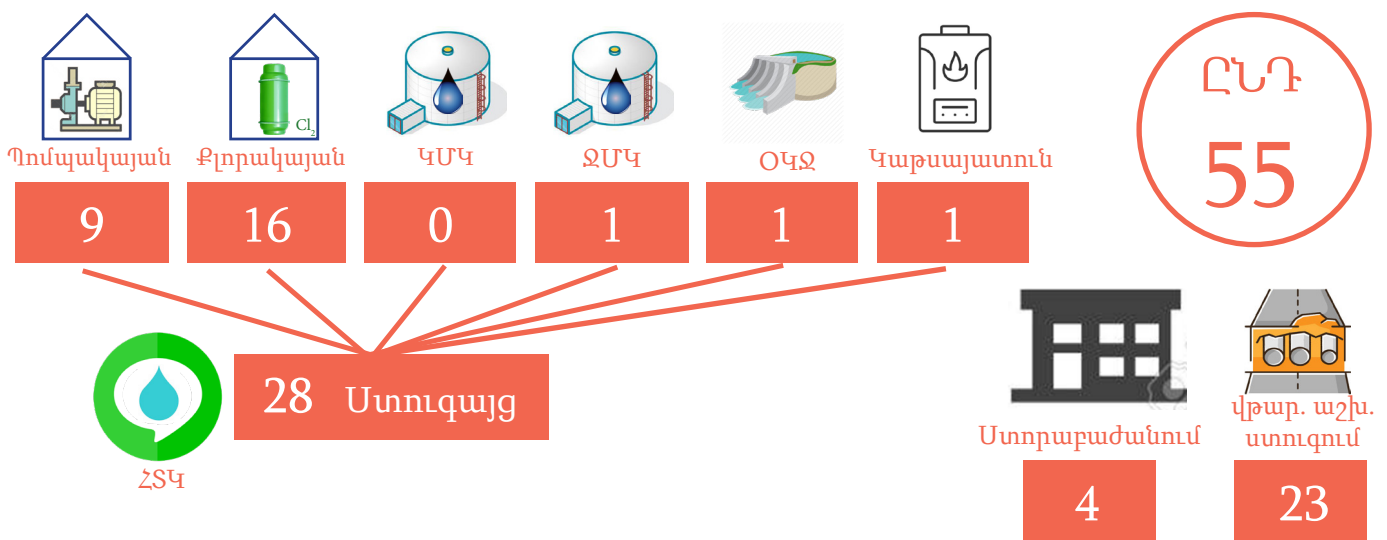 ԸՆԴ
55
Cl2
Պոմպակայան Քլորակայան ԿՄԿ ՋՄԿ ՕԿՋ Կաթսայատուն
9 16 0 1 1 1
28 Ստուգայց
ՀՏԿ
Ստորաբաժանում
4
վթար. աշխ.
ստուգում
23